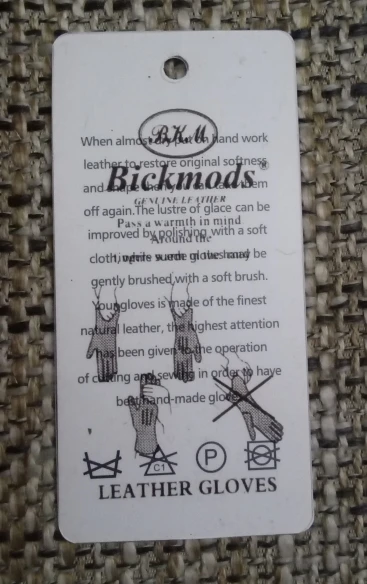 BKM
When almost dry put on hand work
leather to restore original softness
Bickmods®
and shape then you can take them
GENUINE LEATHER
off again.The lustre of glace can be
Pass a warmth in mind
improved by polishing with a soft
Around the
cloth, while suede gloves may be
gently brushed with a soft brush.
Your gloves is made of the finest
natural leather, the highest attention
has been given to the operation
of cutting and sewing in order to have
best hand-made gloves
C1
P
LEATHER GLOVES